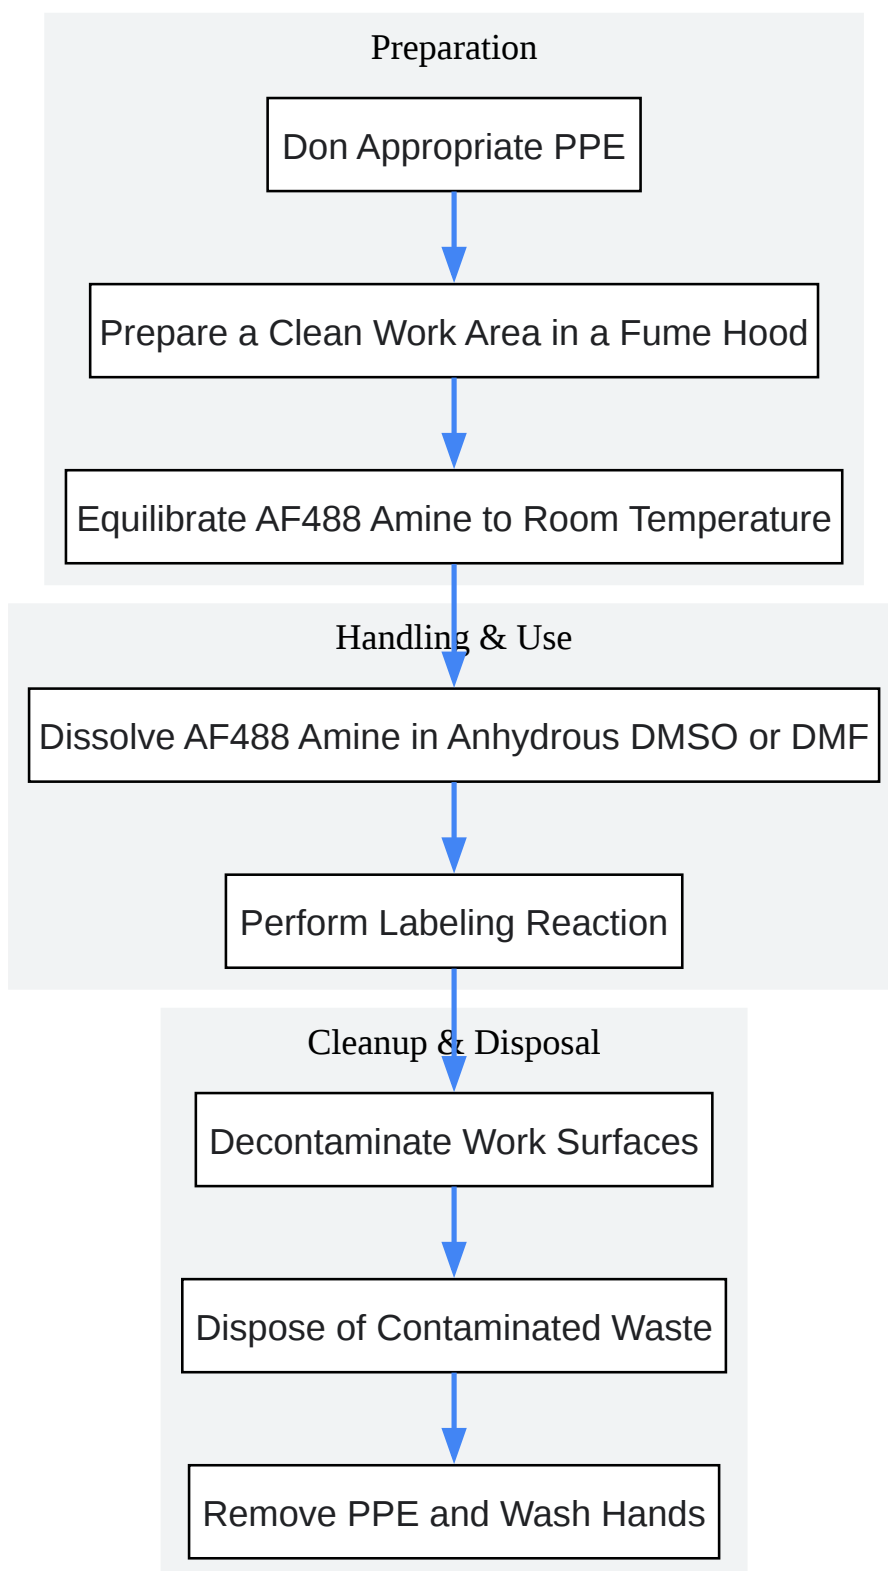 Preparation
Don Appropriate PPE
Prepare a Clean Work Area in a Fume Hood
Equilibrate AF488 Amine to Room Temperature
Handling & Use
Dissolve AF488 Amine in Anhydrous DMSO or DMF
Perform Labeling Reaction
Cleanup & Disposal
Decontaminate Work Surfaces
Dispose of Contaminated Waste
Remove PPE and Wash Hands